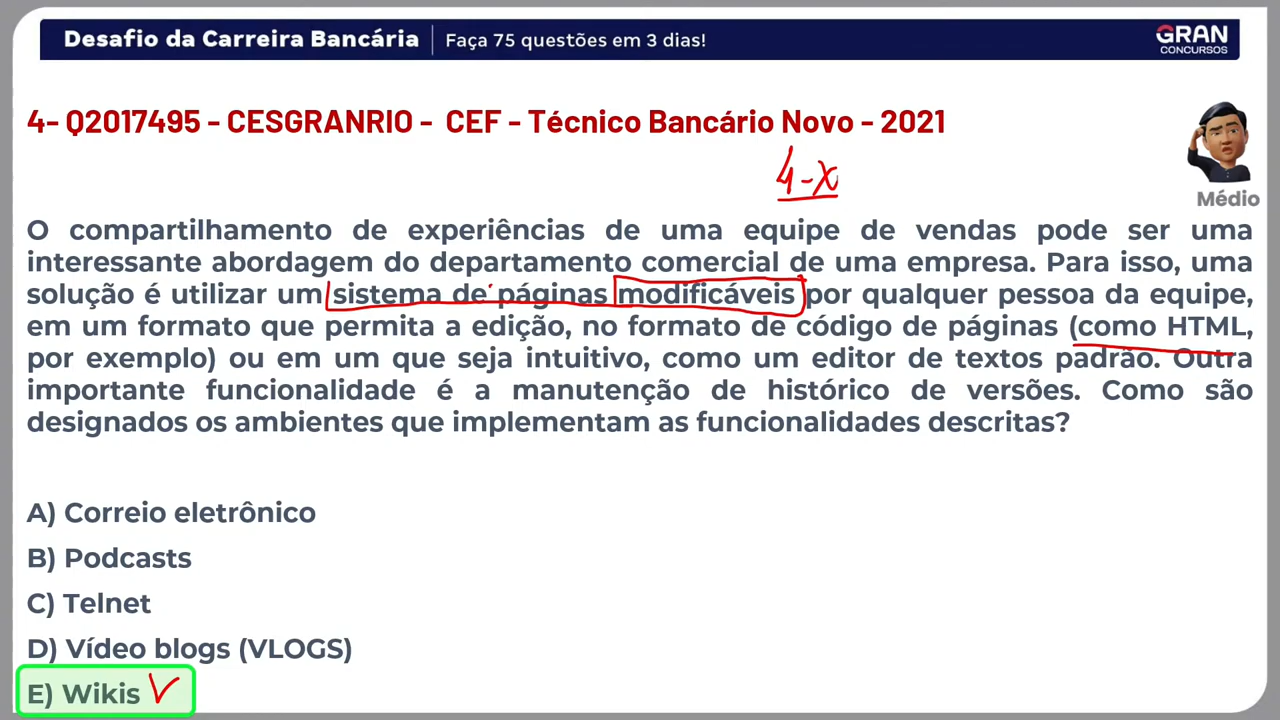 Desafio da Carreira Bancária | Faça 75 questões em 3 dias!
GRAN
CONCURSOS
4- Q2017495 - CESGRANRIO - CEF - Técnico Bancário Novo - 2021
4-X
Médio
O compartilhamento de experiências de uma equipe de vendas pode ser uma
interessante abordagem do departamento comercial de uma empresa. Para isso, uma
solução é utilizar um sistema de páginas modificáveis por qualquer pessoa da equipe,
em um formato que permita a edição, no formato de código de páginas (como HTML,
por exemplo) ou em um que seja intuitivo, como um editor de textos padrão. Outra
importante funcionalidade é a manutenção de histórico de versões. Como são
designados os ambientes que implementam as funcionalidades descritas?
A) Correio eletrônico
B) Podcasts
C) Telnet
D) Vídeo blogs (VLOGS)
E) Wikis